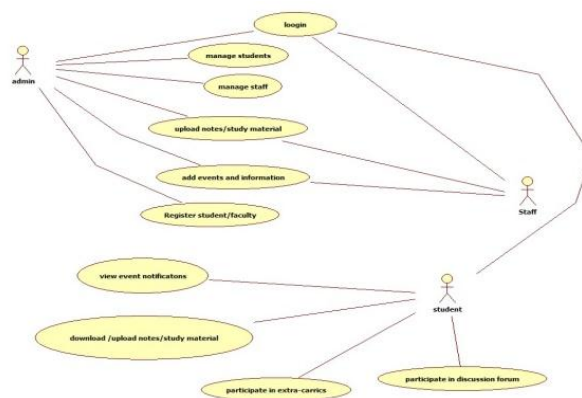 loogin
manage students
admin
manage staff
upload notes/study material
add events and information
Register student/faculty
Staff
view event notificatons
student
download /upload notes/study material
participate in discussion forum
participate in extra-carrics